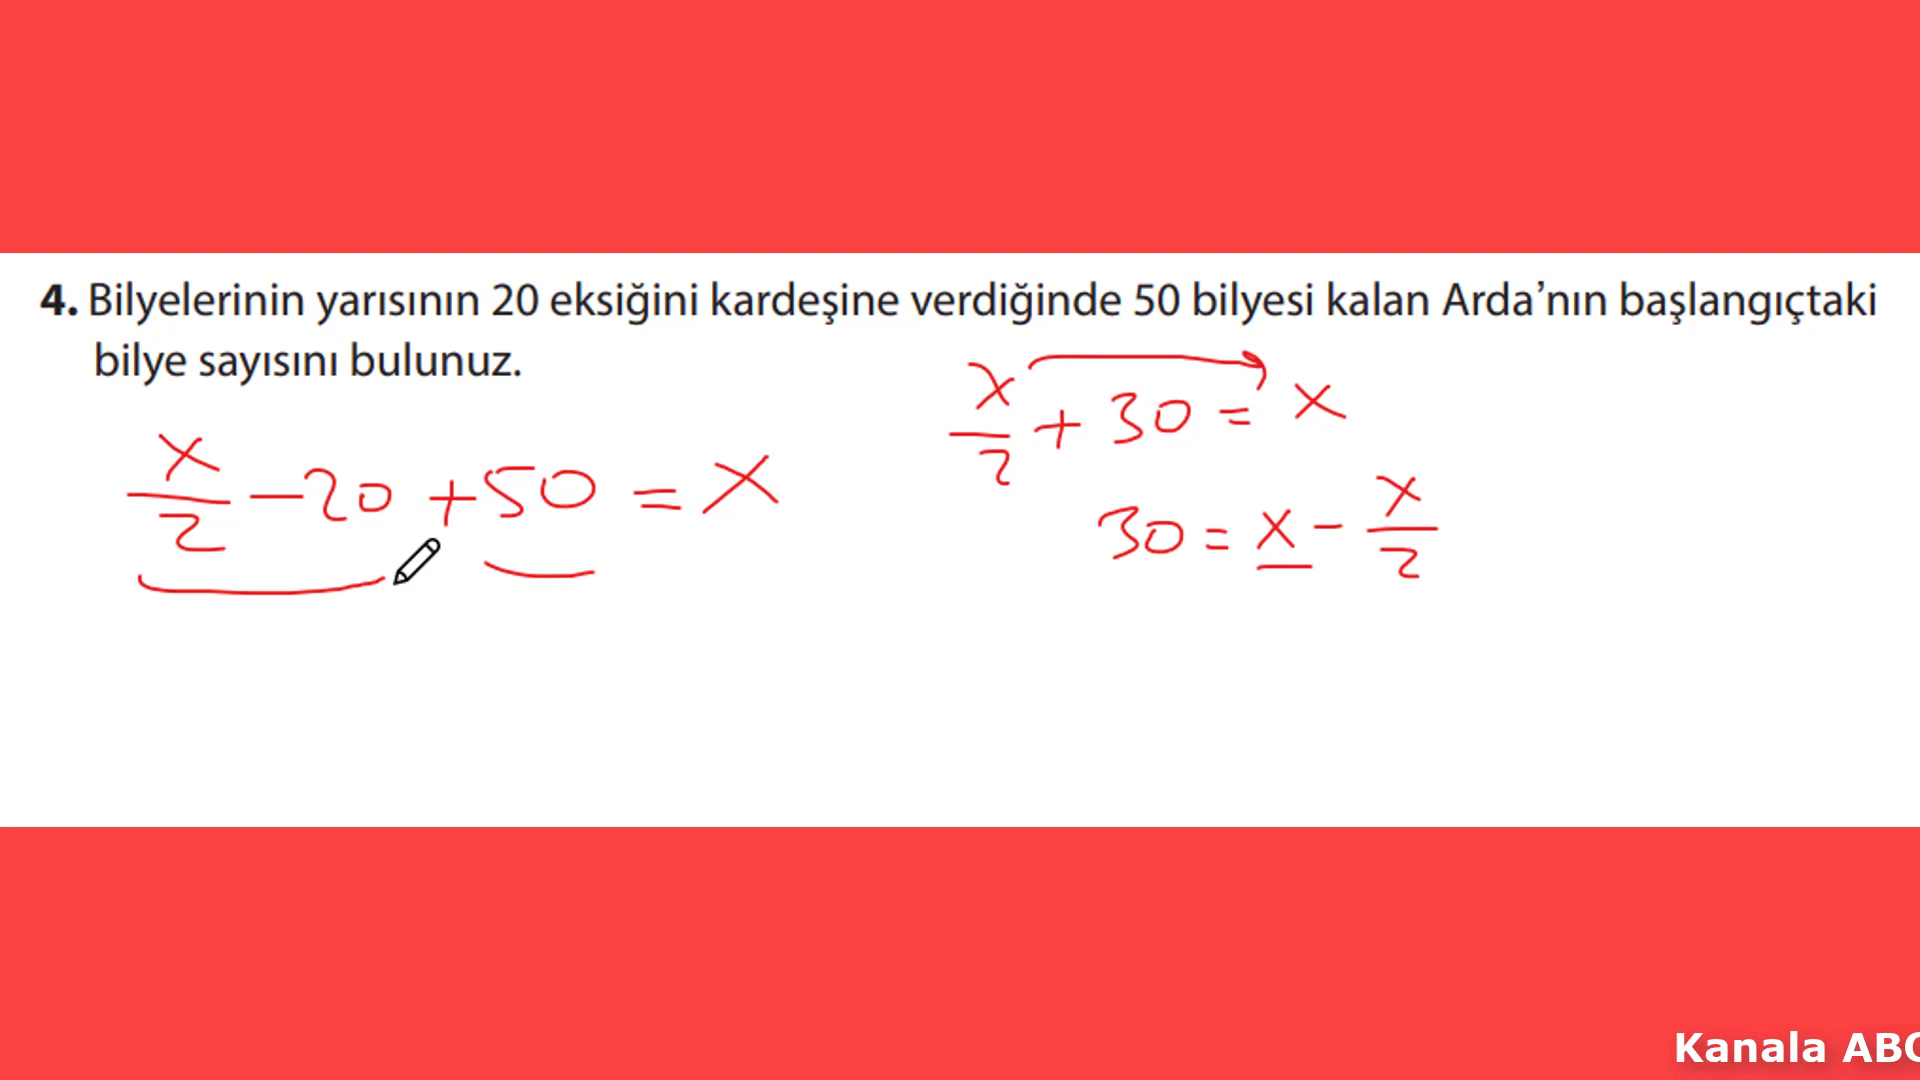 4. Bilyelerinin yarısının 20 eksiğini kardeşine verdiğinde 50 bilyesi kalan Arda’nın başlangıçtaki
bilye sayısını bulunuz.
x/2 - 20 + 50 = x
x/2 + 30 = x
30 = x - x/2
Kanala ABO